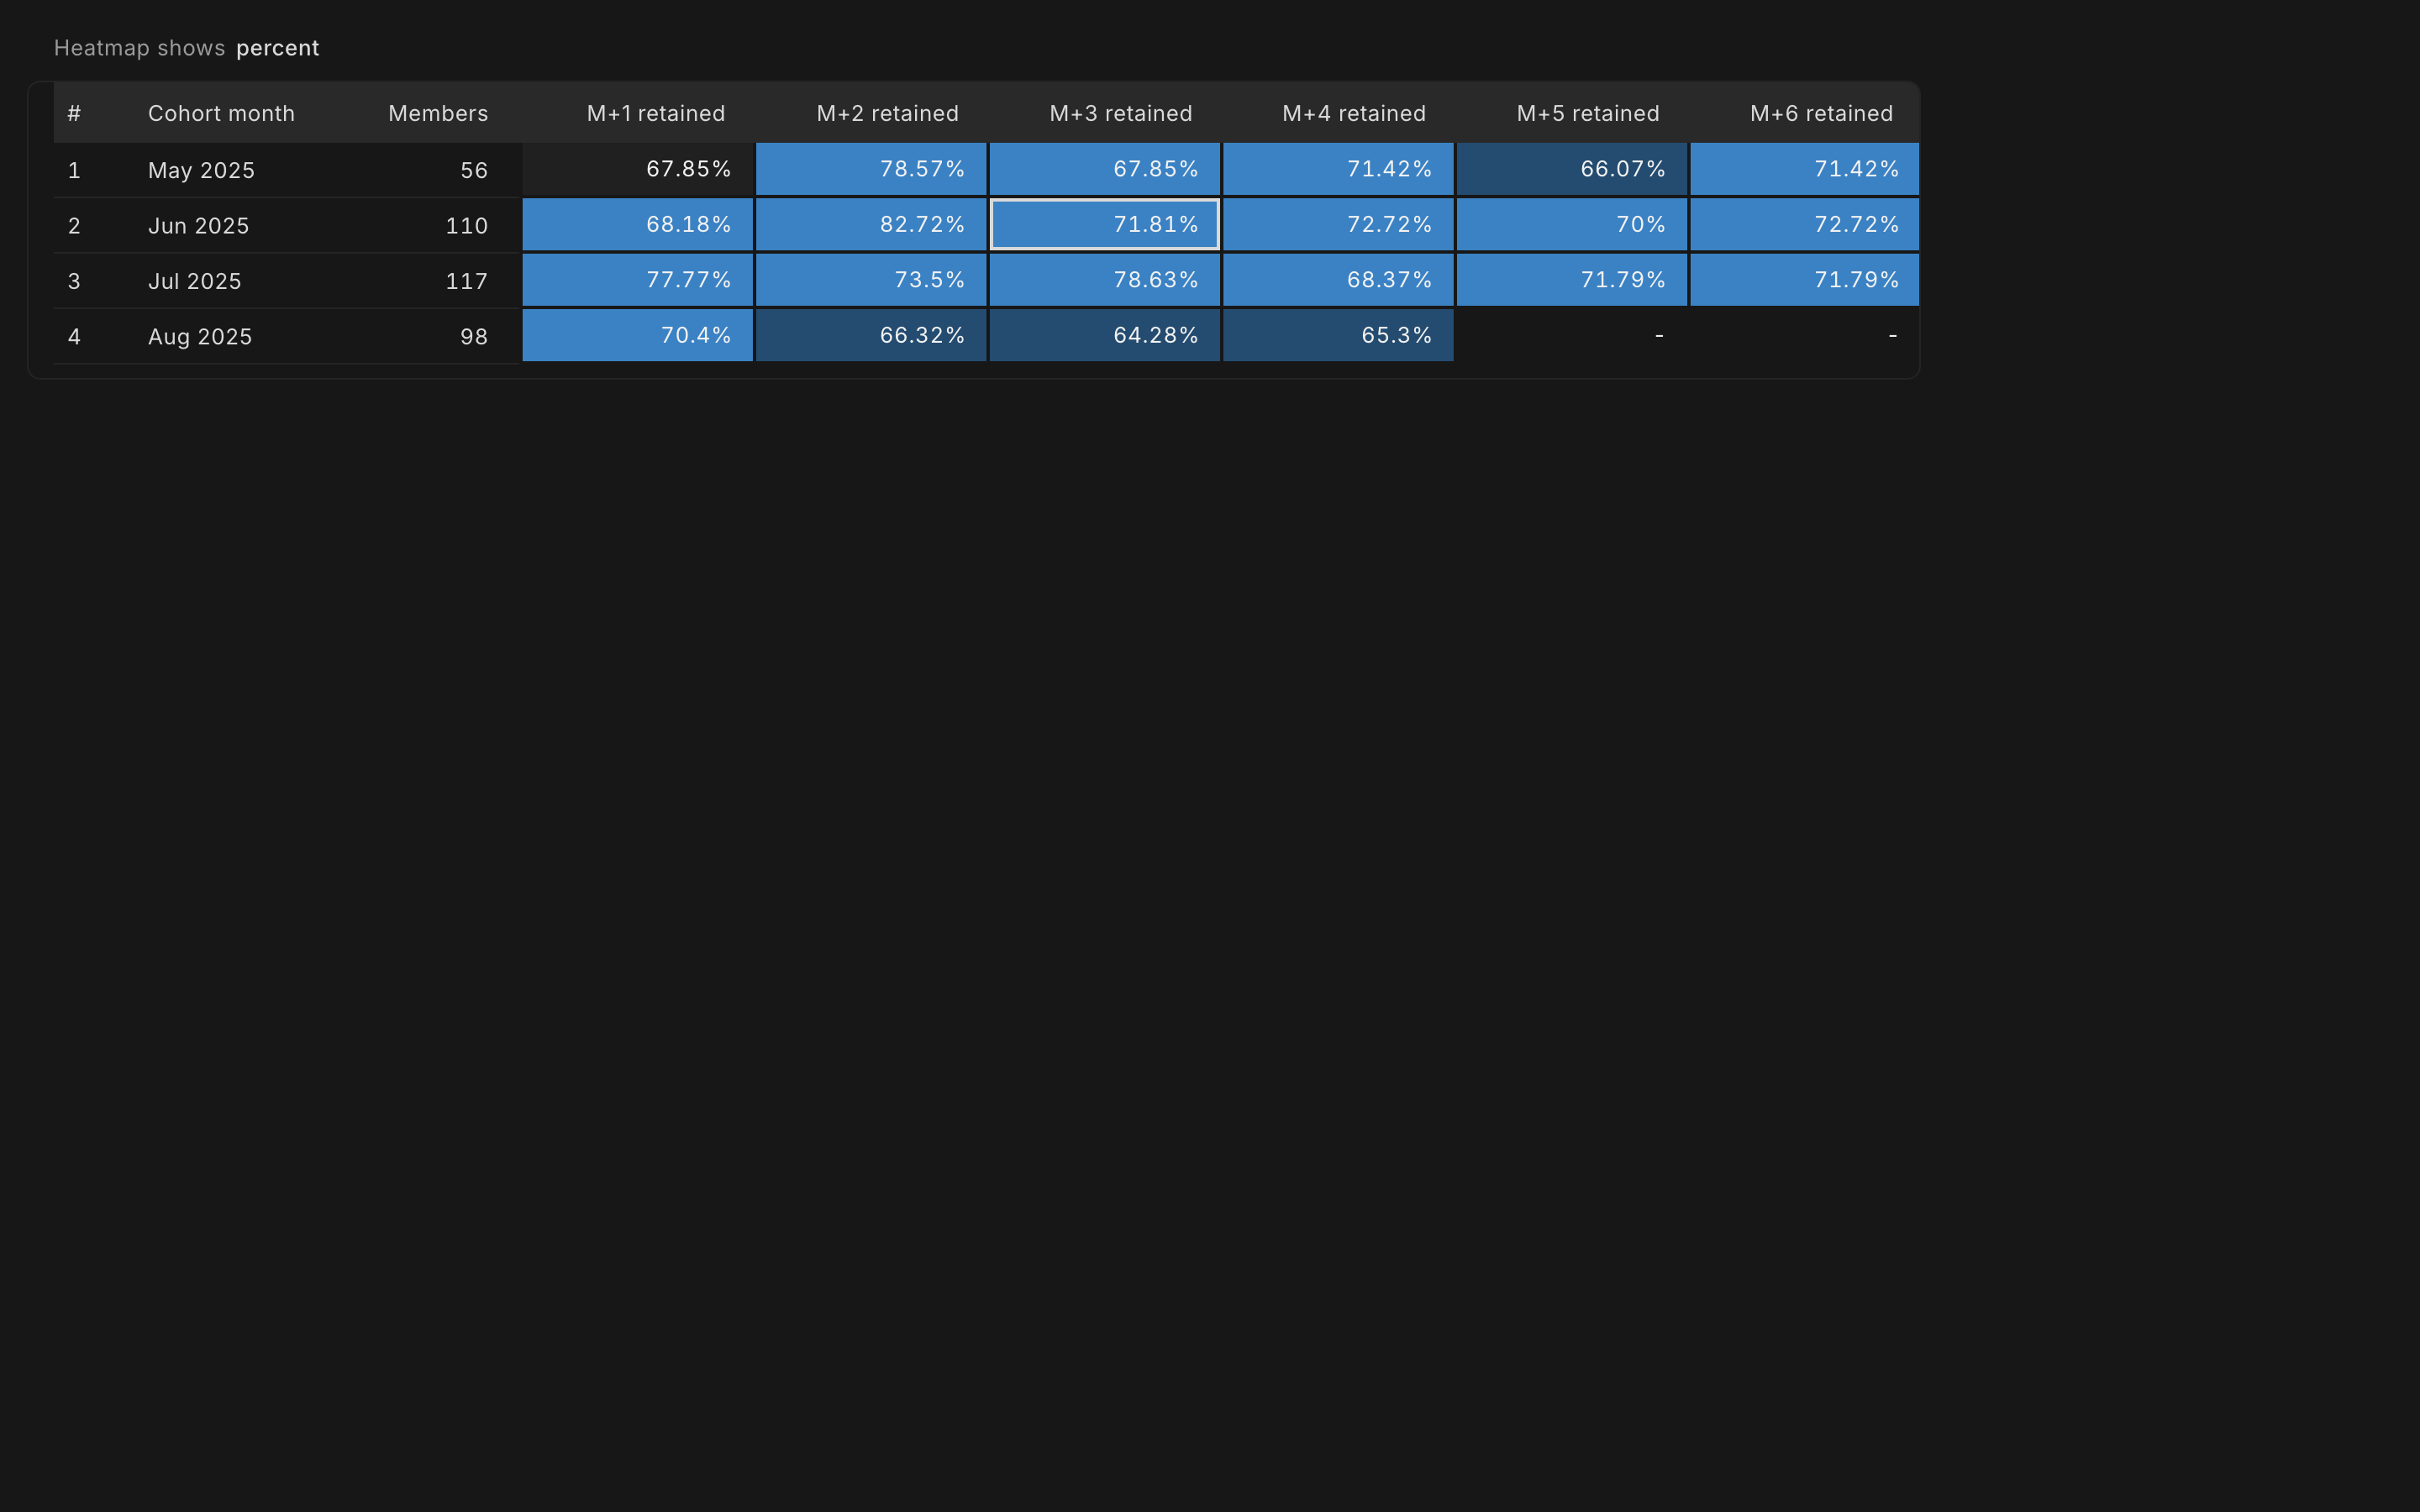 Heatmap shows percent
# Cohort month Members M+1 retained M+2 retained M+3 retained M+4 retained M+5 retained M+6 retained
1 May 2025 56 67.85% 78.57% 67.85% 71.42% 66.07% 71.42%
2 Jun 2025 110 68.18% 82.72% 71.81% 72.72% 70% 72.72%
3 Jul 2025 117 77.77% 73.5% 78.63% 68.37% 71.79% 71.79%
4 Aug 2025 98 70.4% 66.32% 64.28% 65.3% - -